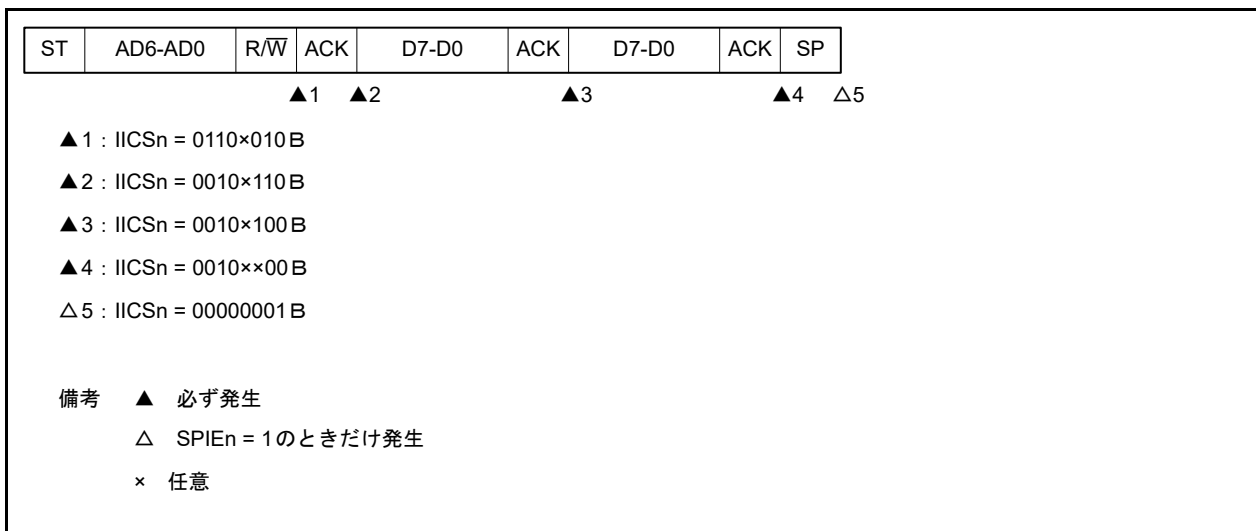 ST AD6-AD0 R/W̅ ACK D7-D0 ACK D7-D0 ACK SP
▲1 ▲2 ▲3 ▲4 △5
▲1：IICSn = 0110×010B
▲2：IICSn = 0010×110B
▲3：IICSn = 0010×100B
▲4：IICSn = 0010××00B
△5：IICSn = 00000001B
備考 ▲ 必ず発生
△ SPIEn = 1のときだけ発生
× 任意